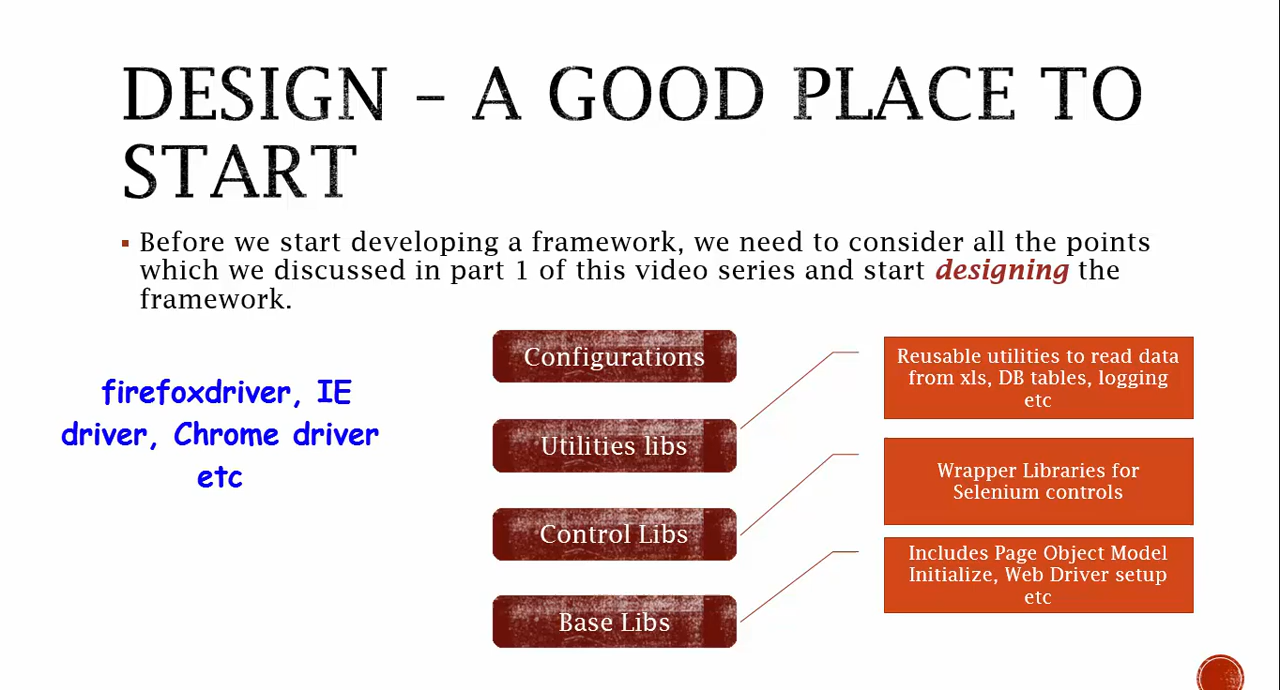 DESIGN – A GOOD PLACE TO
START
Before we start developing a framework, we need to consider all the points
which we discussed in part 1 of this video series and start designing the
framework.
firefoxdriver, IE
driver, Chrome driver
etc
Configurations
Utilities libs
Control Libs
Base Libs
Reusable utilities to read data
from xls, DB tables, logging
etc
Wrapper Libraries for
Selenium controls
Includes Page Object Model
Initialize, Web Driver setup
etc